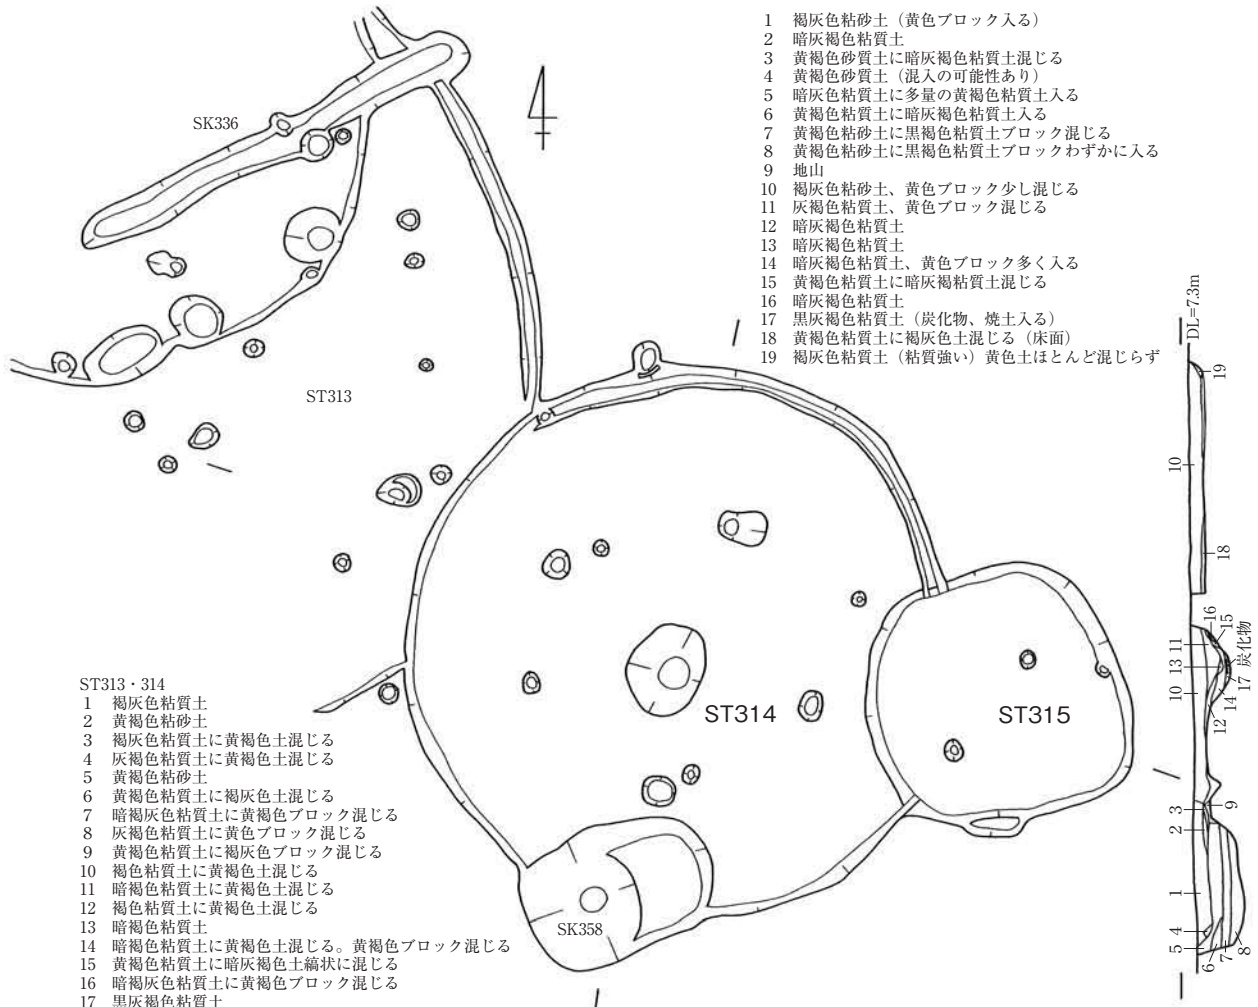 1 褐灰色粘砂土（黄色ブロック入る）
2 暗灰褐色粘質土
3 黄褐色砂質土に暗灰褐色粘質土混じる
4 黄褐色砂質土（混入の可能性あり）
5 暗灰色粘質土に多量の黄褐色粘質土入る
6 黄褐色粘質土に暗灰褐色粘質土入る
7 黄褐色粘砂土に黒褐色粘質土ブロック混じる
8 黄褐色粘砂土に黒褐色粘質土ブロックわずかに入る
9 地山
10 褐灰色粘砂土、黄色ブロック少し混じる
11 灰褐色粘質土、黄色ブロック混じる
12 暗灰褐色粘質土
13 暗灰褐色粘質土
14 暗灰褐色粘質土、黄色ブロック多く入る
15 黄褐色粘質土に暗灰褐粘質土混じる
16 暗灰褐色粘質土
17 黒灰褐色粘質土（炭化物、焼土入る）
18 黄褐色粘質土に褐灰色土混じる（床面）
19 褐灰色粘質土（粘質強い）黄色土ほとんど混じらず
SK336
ST313
ST314
ST315
SK358
DL=7.3m
19
10
18
16
15
11
炭化物
13
17
10
14
12
9
3
2
1
4
5
6
7
8
ST313・314
1 褐灰色粘質土
2 黄褐色粘砂土
3 褐灰色粘質土に黄褐色土混じる
4 灰褐色粘質土に黄褐色土混じる
5 黄褐色粘砂土
6 黄褐色粘質土に褐灰色土混じる
7 暗褐灰色粘質土に黄褐色ブロック混じる
8 灰褐色粘質土に黄色ブロック混じる
9 黄褐色粘質土に褐灰色ブロック混じる
10 褐色粘質土に黄褐色土混じる
11 暗褐色粘質土に黄褐色土混じる
12 褐色粘質土に黄褐色土混じる
13 暗褐色粘質土
14 暗褐色粘質土に黄褐色土混じる。黄褐色ブロック混じる
15 黄褐色粘質土に暗灰褐色土縞状に混じる
16 暗褐灰色粘質土に黄褐色ブロック混じる
17 黒灰褐色粘質土